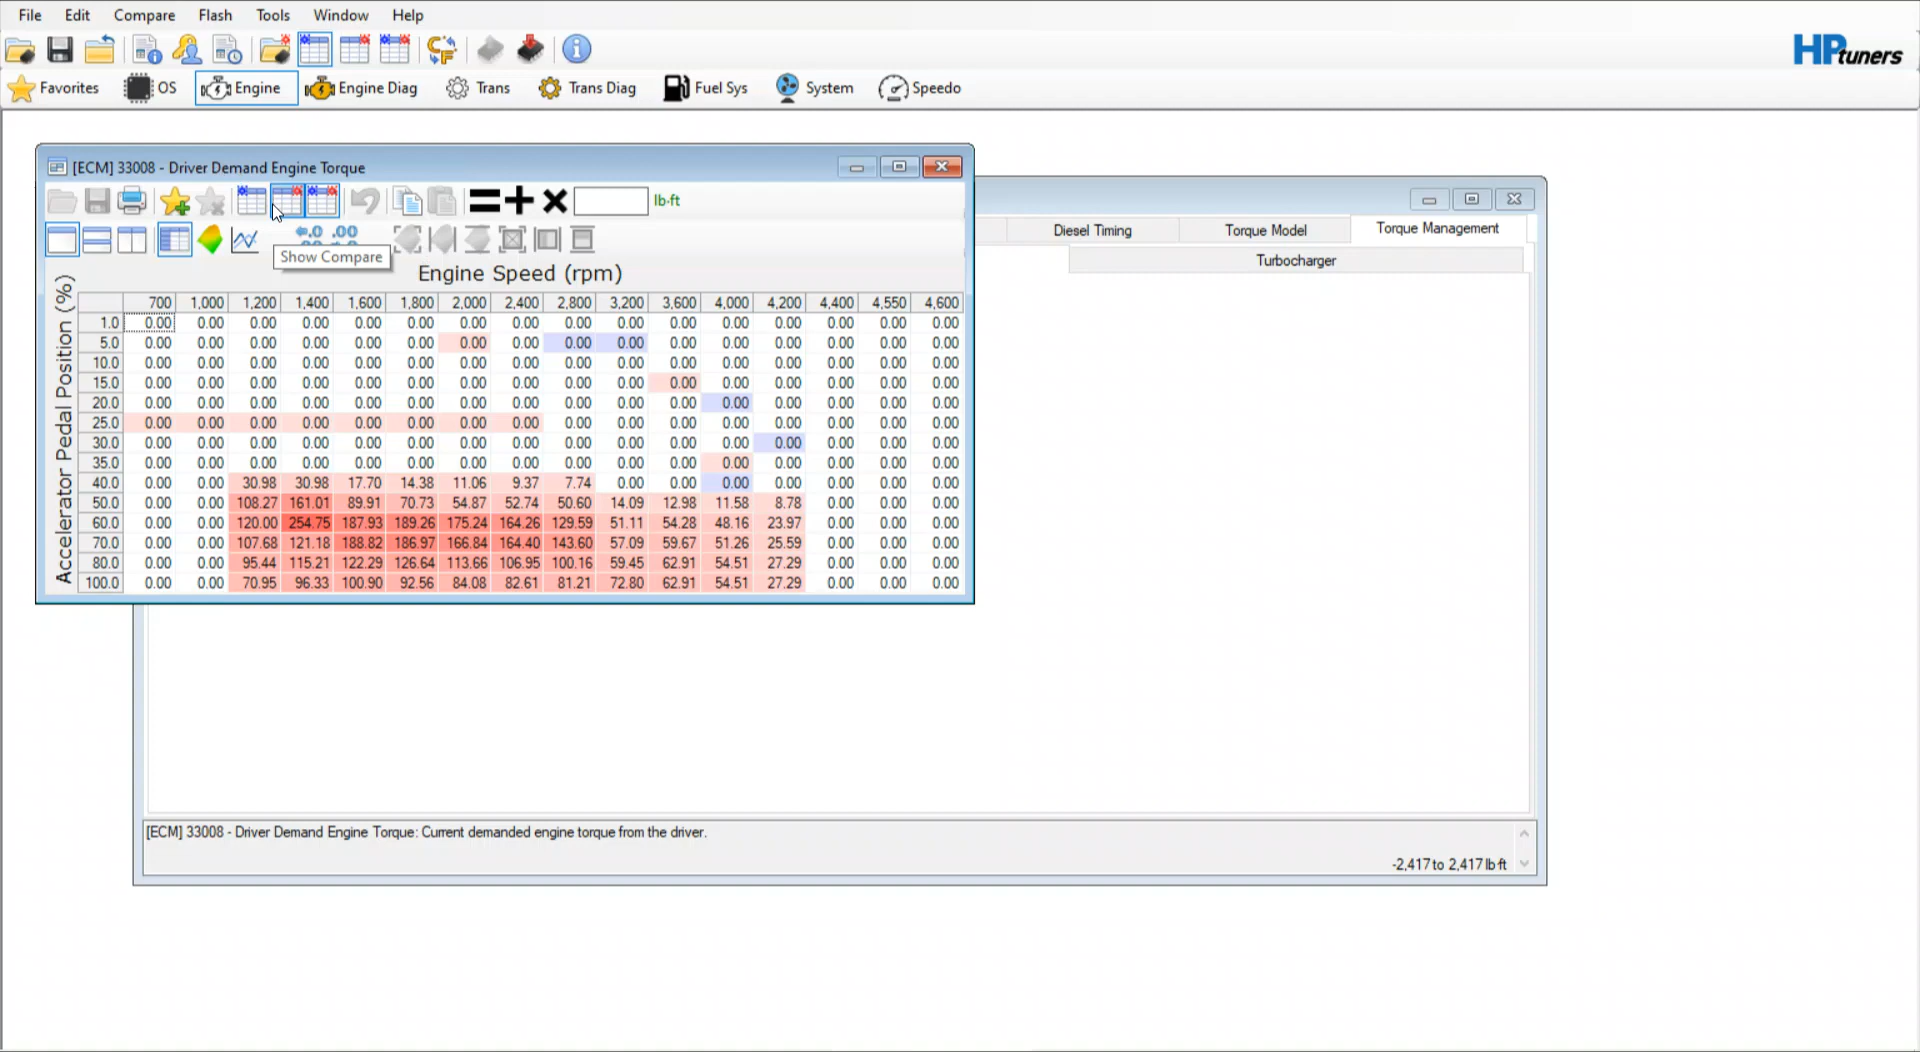 File Edit Compare Flash Tools Window Help
HPtuners
Favorites OS Engine Engine Diag Trans Trans Diag Fuel Sys System Speedo
[ECM] 33008 - Driver Demand Engine Torque
lb·ft
Diesel Timing Torque Model Torque Management
Show Compare
Turbocharger
Engine Speed (rpm)
Accelerator Pedal Position (%)
700 1,000 1,200 1,400 1,600 1,800 2,000 2,400 2,800 3,200 3,600 4,000 4,200 4,400 4,550 4,600
1.0 0.00 0.00 0.00 0.00 0.00 0.00 0.00 0.00 0.00 0.00 0.00 0.00 0.00 0.00 0.00 0.00
5.0 0.00 0.00 0.00 0.00 0.00 0.00 0.00 0.00 0.00 0.00 0.00 0.00 0.00 0.00 0.00 0.00
10.0 0.00 0.00 0.00 0.00 0.00 0.00 0.00 0.00 0.00 0.00 0.00 0.00 0.00 0.00 0.00 0.00
15.0 0.00 0.00 0.00 0.00 0.00 0.00 0.00 0.00 0.00 0.00 0.00 0.00 0.00 0.00 0.00 0.00
20.0 0.00 0.00 0.00 0.00 0.00 0.00 0.00 0.00 0.00 0.00 0.00 0.00 0.00 0.00 0.00 0.00
25.0 0.00 0.00 0.00 0.00 0.00 0.00 0.00 0.00 0.00 0.00 0.00 0.00 0.00 0.00 0.00 0.00
30.0 0.00 0.00 0.00 0.00 0.00 0.00 0.00 0.00 0.00 0.00 0.00 0.00 0.00 0.00 0.00 0.00
35.0 0.00 0.00 0.00 0.00 0.00 0.00 0.00 0.00 0.00 0.00 0.00 0.00 0.00 0.00 0.00 0.00
40.0 0.00 0.00 30.98 30.98 17.70 14.38 11.06 9.37 7.74 0.00 0.00 0.00 0.00 0.00 0.00 0.00
50.0 0.00 0.00 108.27 161.01 89.91 70.73 54.87 52.74 50.60 14.09 12.98 11.58 8.78 0.00 0.00 0.00
60.0 0.00 0.00 120.00 254.75 187.93 189.26 175.24 164.26 129.59 51.11 54.28 48.16 23.97 0.00 0.00 0.00
70.0 0.00 0.00 107.68 121.18 188.82 186.97 166.84 164.40 143.60 57.09 59.67 51.26 25.59 0.00 0.00 0.00
80.0 0.00 0.00 95.44 115.21 122.29 126.64 113.66 106.95 100.16 59.45 62.91 54.51 27.29 0.00 0.00 0.00
100.0 0.00 0.00 70.95 96.33 100.90 92.56 84.08 82.61 81.21 72.80 62.91 54.51 27.29 0.00 0.00 0.00
[ECM] 33008 - Driver Demand Engine Torque: Current demanded engine torque from the driver.
-2,417 to 2,417 lb·ft